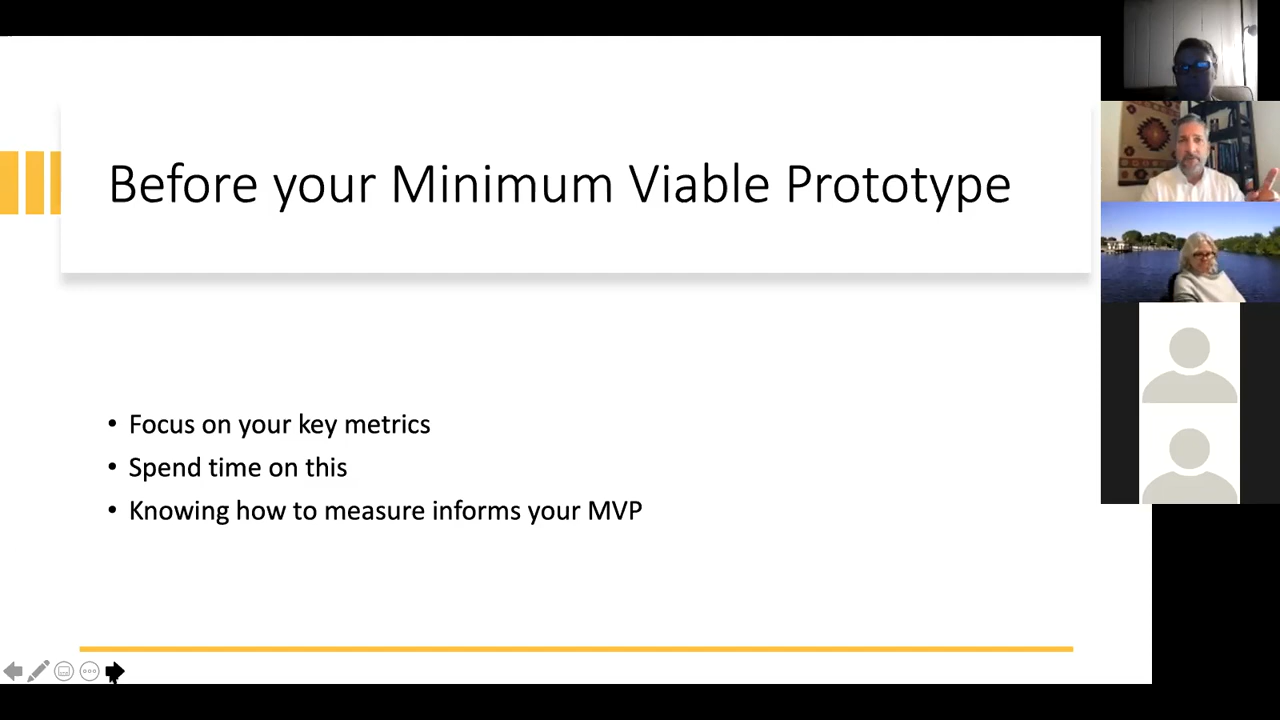 Before your Minimum Viable Prototype
• Focus on your key metrics
• Spend time on this
• Knowing how to measure informs your MVP